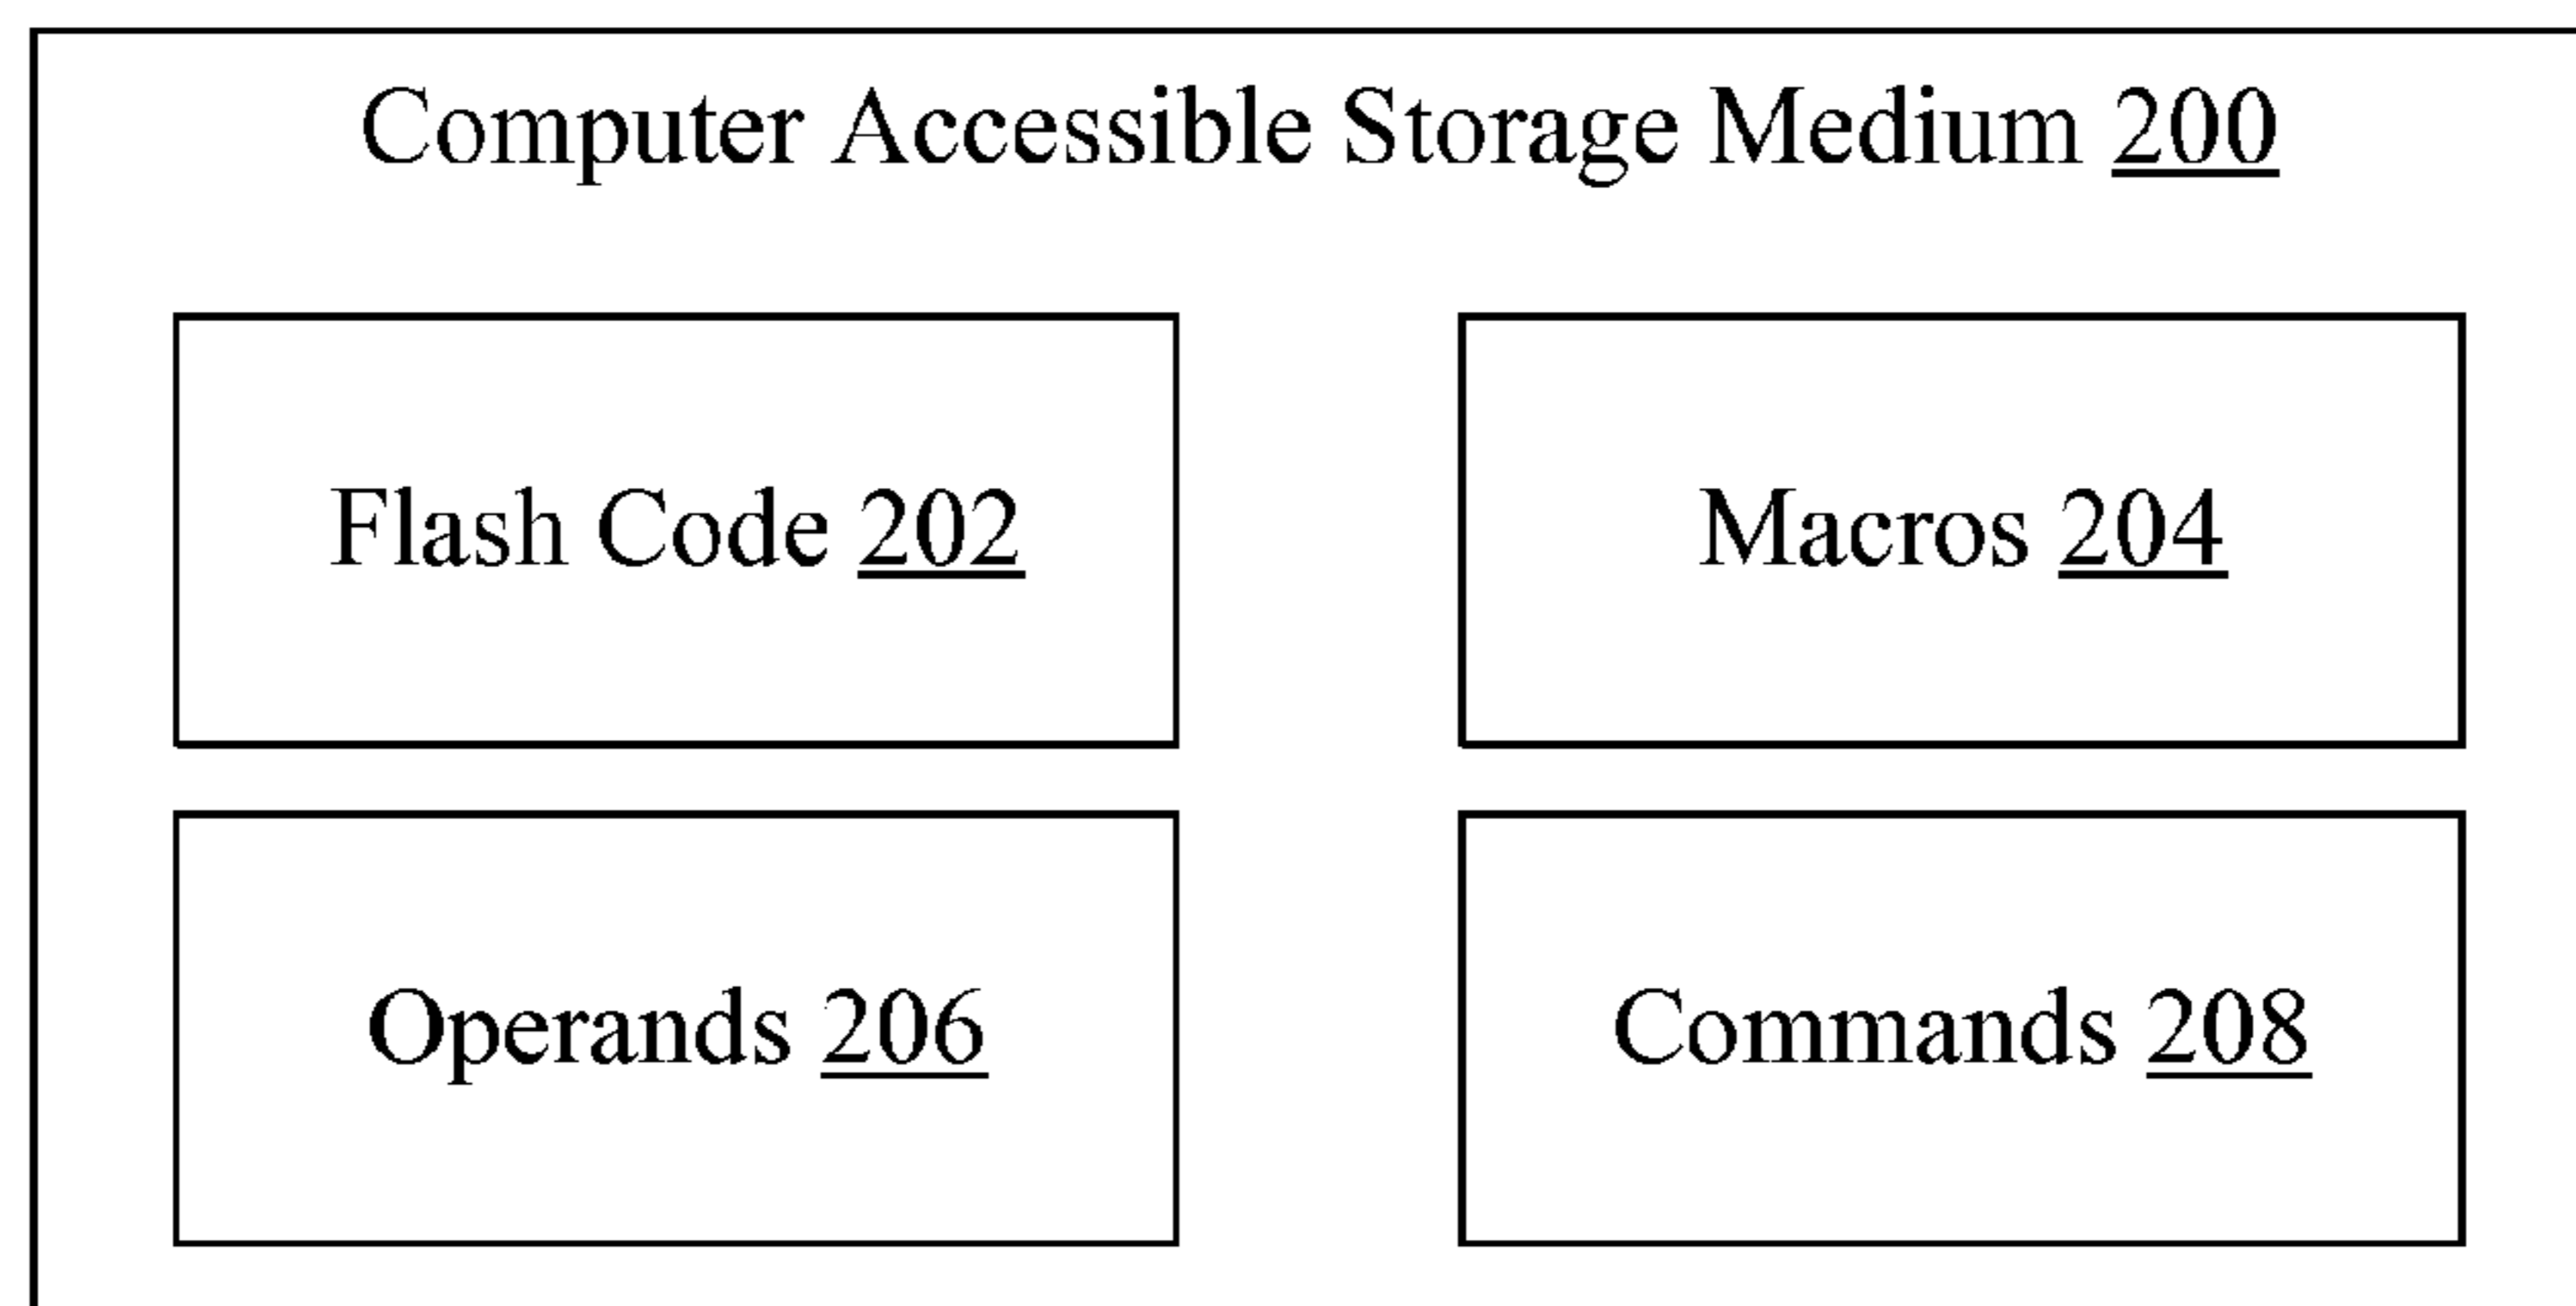 Computer Accessible Storage Medium 200
Flash Code 202
Macros 204
Operands 206
Commands 208